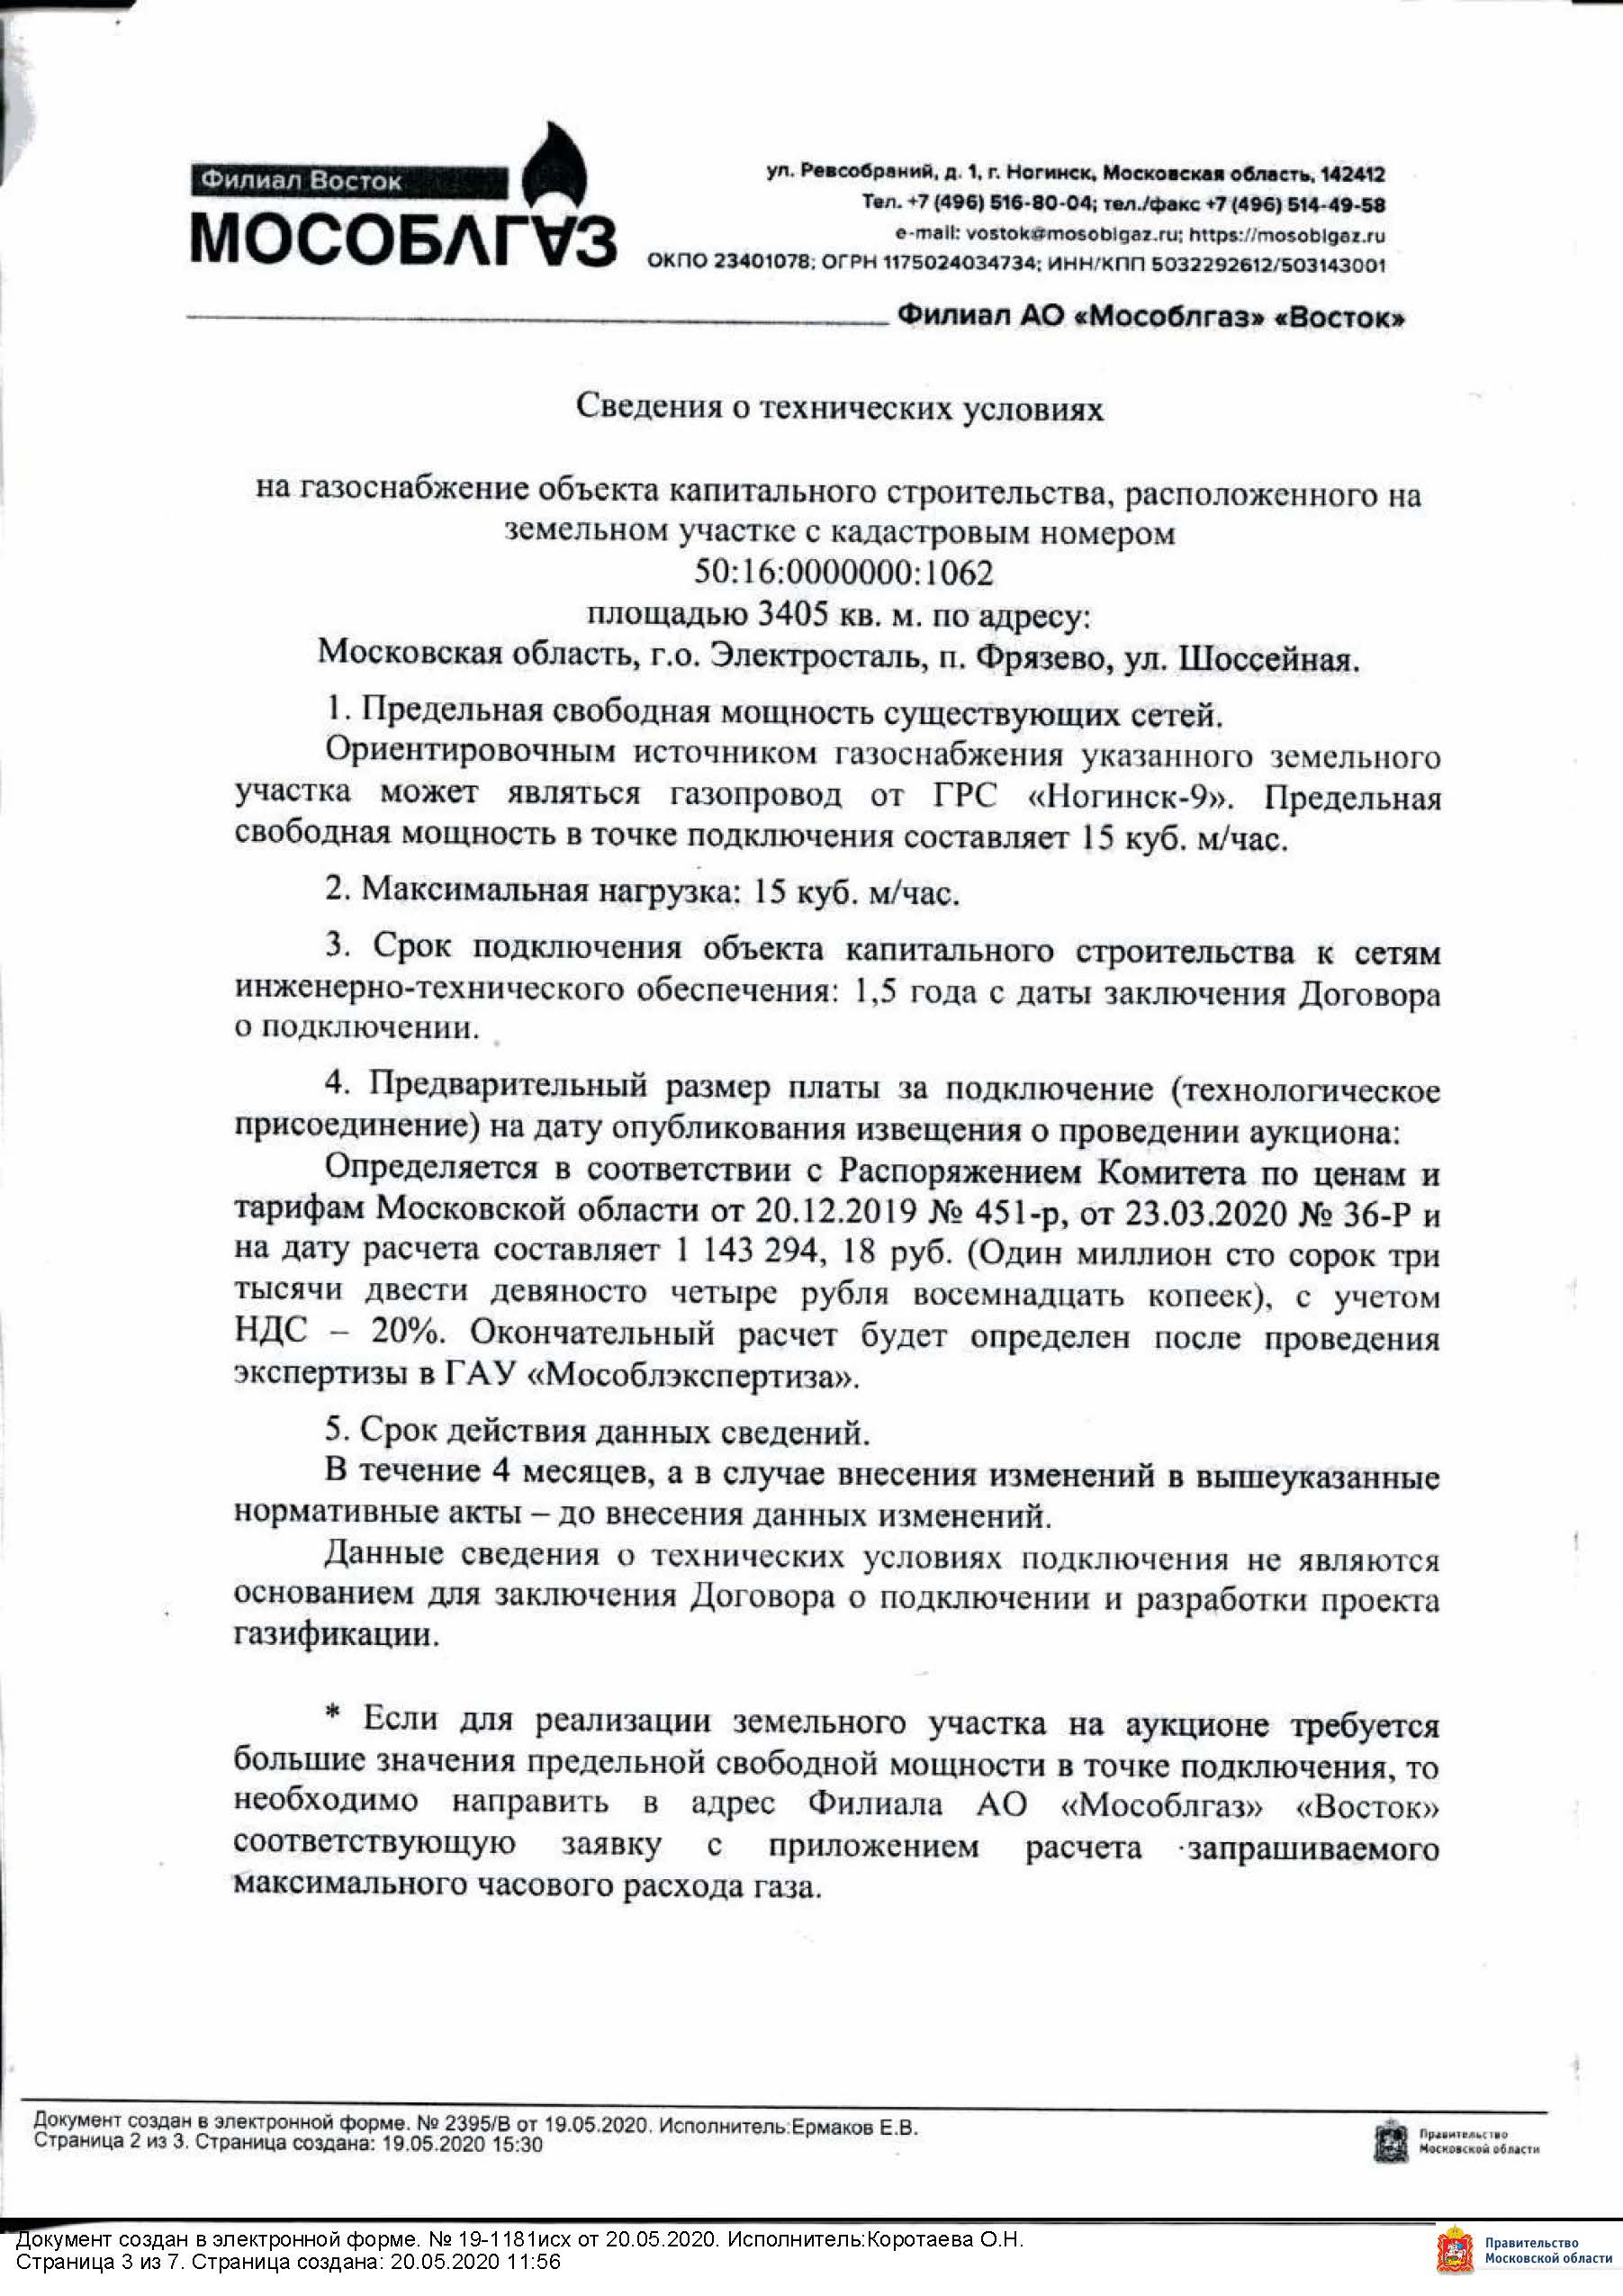 Филиал Восток
МОСОБЛГАЗ
ул. Ревсобраний, д. 1, г. Ногинск, Московская область, 142412
Тел. +7 (496) 516-80-04; тел./факс +7 (496) 514-49-58
e-mail: vostok@mosoblgaz.ru; https://mosoblgaz.ru
ОКПО 23401078; ОГРН 1175024034734; ИНН/КПП 5032292612/503143001
Филиал АО «Мособлгаз» «Восток»
Сведения о технических условиях
на газоснабжение объекта капитального строительства, расположенного на
земельном участке с кадастровым номером
50:16:0000000:1062
площадью 3405 кв. м. по адресу:
Московская область, г.о. Электросталь, п. Фрязево, ул. Шоссейная.
1. Предельная свободная мощность существующих сетей.
Ориентировочным источником газоснабжения указанного земельного
участка может являться газопровод от ГРС «Ногинск-9». Предельная
свободная мощность в точке подключения составляет 15 куб. м/час.
2. Максимальная нагрузка: 15 куб. м/час.
3. Срок подключения объекта капитального строительства к сетям
инженерно-технического обеспечения: 1,5 года с даты заключения Договора
о подключении.
4. Предварительный размер платы за подключение (технологическое
присоединение) на дату опубликования извещения о проведении аукциона:
Определяется в соответствии с Распоряжением Комитета по ценам и
тарифам Московской области от 20.12.2019 № 451-р, от 23.03.2020 № 36-Р и
на дату расчета составляет 1 143 294, 18 руб. (Один миллион сто сорок три
тысячи двести девяносто четыре рубля восемнадцать копеек), с учетом
НДС – 20%. Окончательный расчет будет определен после проведения
экспертизы в ГАУ «Мособлэкспертиза».
5. Срок действия данных сведений.
В течение 4 месяцев, а в случае внесения изменений в вышеуказанные
нормативные акты – до внесения данных изменений.
Данные сведения о технических условиях подключения не являются
основанием для заключения Договора о подключении и разработки проекта
газификации.
* Если для реализации земельного участка на аукционе требуется
большие значения предельной свободной мощности в точке подключения, то
необходимо направить в адрес Филиала АО «Мособлгаз» «Восток»
соответствующую заявку с приложением расчета запрашиваемого
максимального часового расхода газа.
Документ создан в электронной форме. № 2395/В от 19.05.2020. Исполнитель:Ермаков Е.В.
Страница 2 из 3. Страница создана: 19.05.2020 15:30
Правительство
Московской области
Документ создан в электронной форме. № 19-1181исх от 20.05.2020. Исполнитель:Коротаева О.Н.
Страница 3 из 7. Страница создана: 20.05.2020 11:56
Правительство
Московской области